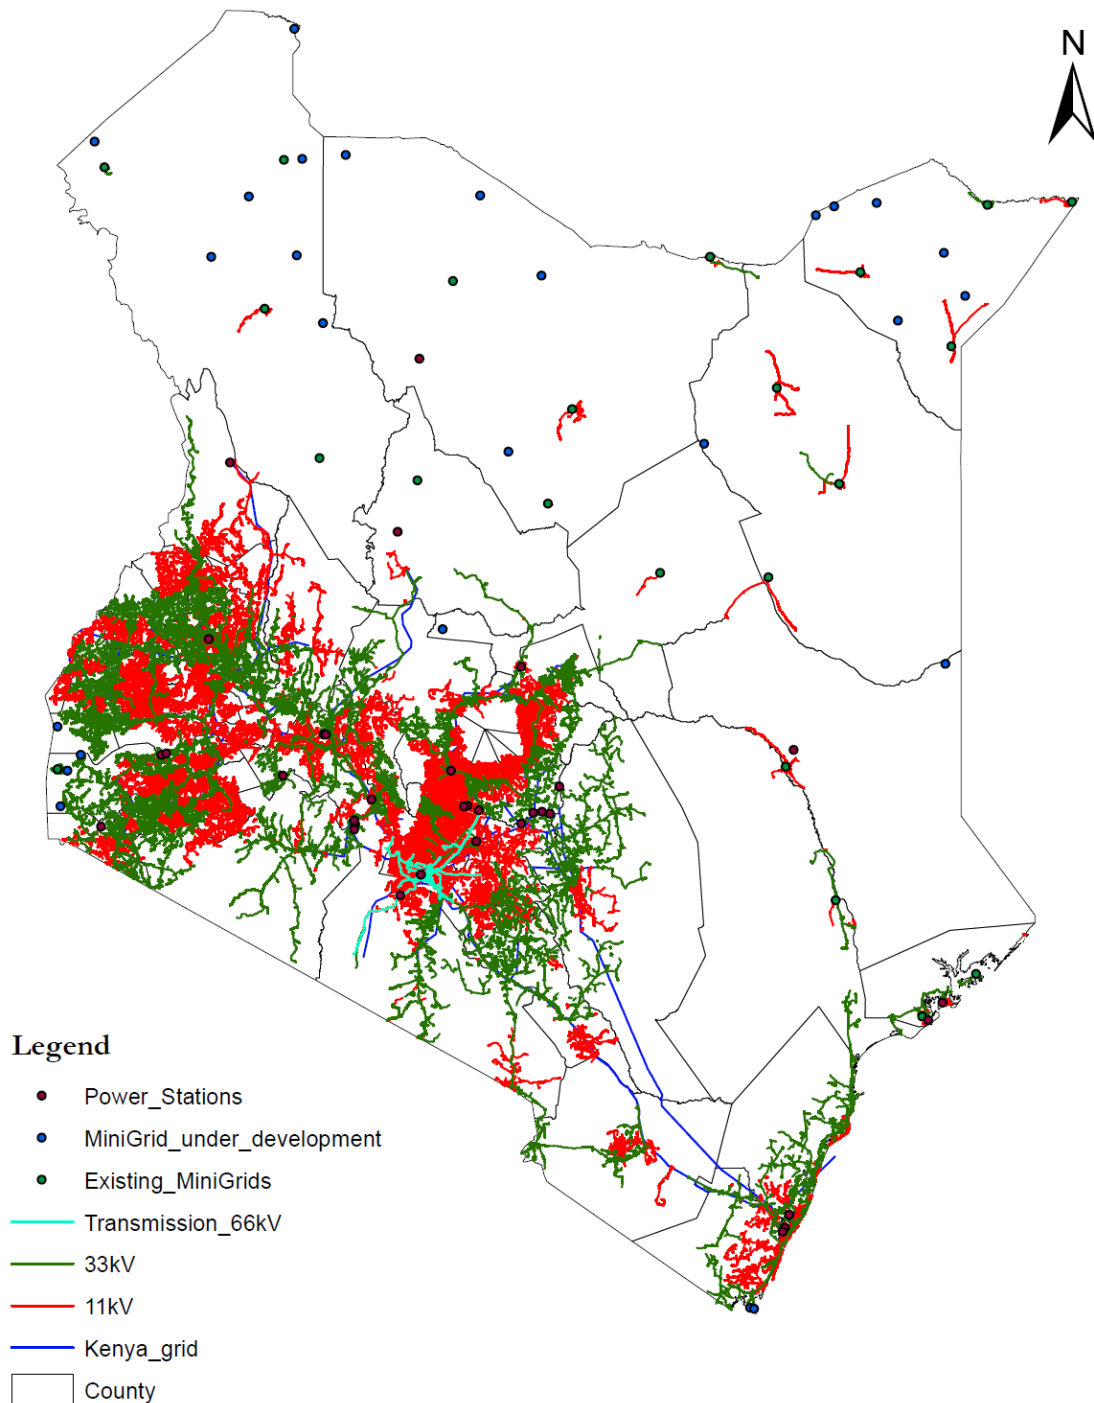 N
Legend
Power_Stations
MiniGrid_under_development
Existing_MiniGrids
Transmission_66kV
33kV
11kV
Kenya_grid
County